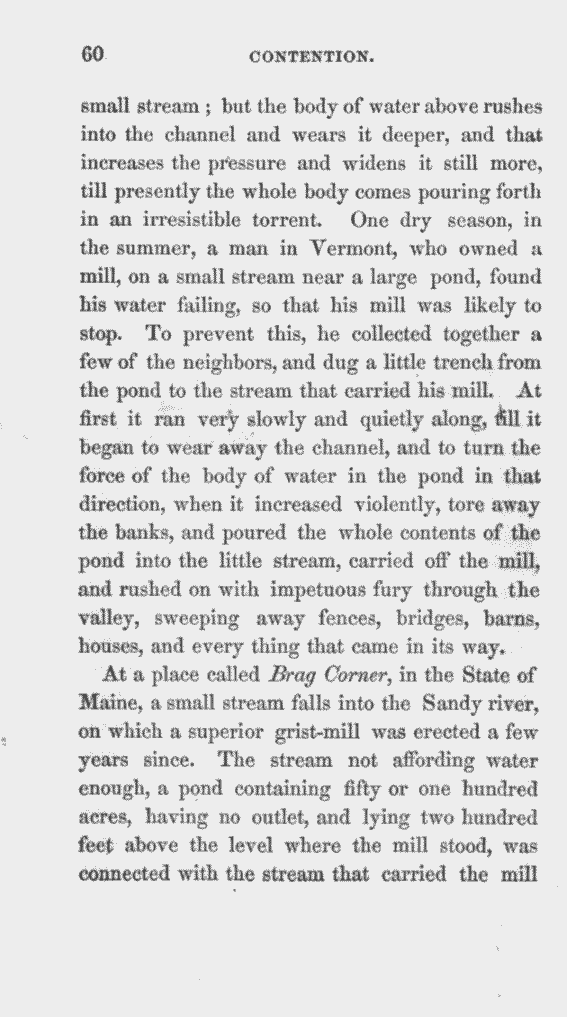 60 CONTENTION.
small stream ; but the body of water above rushes
into the channel and wears it deeper, and that
increases the pressure and widens it still more,
till presently the whole body comes pouring forth
in an irresistible torrent. One dry season, in
the summer, a man in Vermont, who owned a
mill, on a small stream near a large pond, found
his water failing, so that his mill was likely to
stop. To prevent this, he collected together a
few of the neighbors, and dug a little trench from
the pond to the stream that carried his mill. At
first it ran very slowly and quietly along, till it
began to wear away the channel, and to turn the
force of the body of water in the pond in that
direction, when it increased violently, tore away
the banks, and poured the whole contents of the
pond into the little stream, carried off the mill,
and rushed on with impetuous fury through the
valley, sweeping away fences, bridges, barns,
houses, and every thing that came in its way.
At a place called Brag Corner, in the State of
Maine, a small stream falls into the Sandy river,
on which a superior grist-mill was erected a few
years since. The stream not affording water
enough, a pond containing fifty or one hundred
acres, having no outlet, and lying two hundred
feet above the level where the mill stood, was
connected with the stream that carried the mill